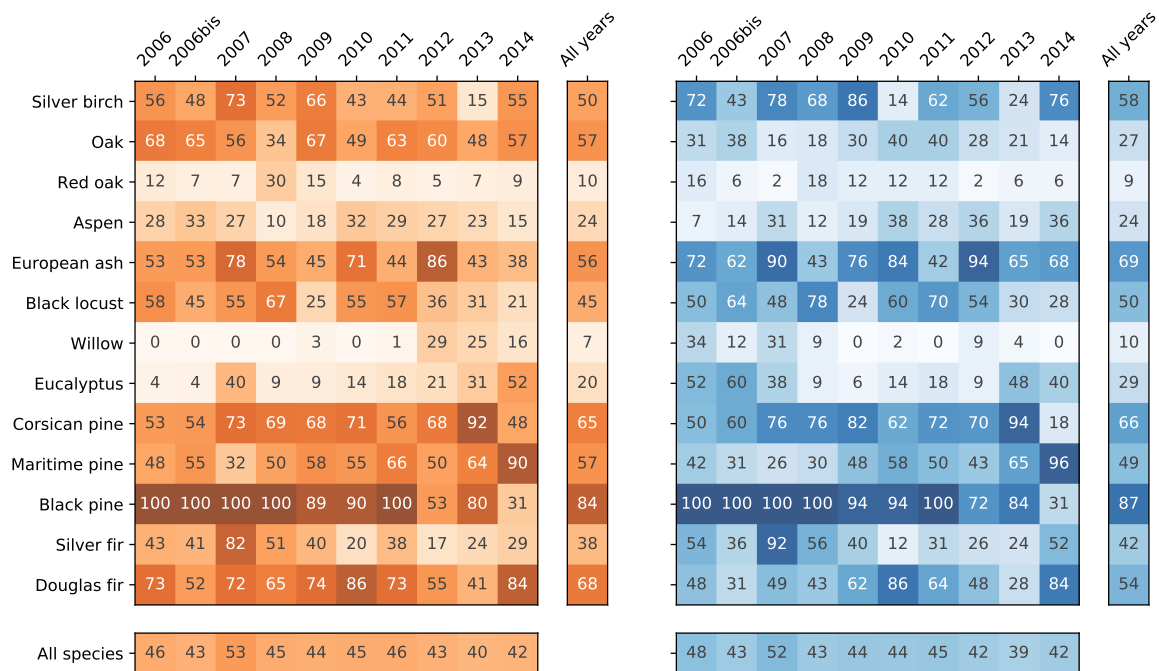 2006 2006bis 2007 2008 2009 2010 2011 2012 2013 2014 All years 2006 2006bis 2007 2008 2009 2010 2011 2012 2013 2014 All years
Silver birch 56 48 73 52 66 43 44 51 15 55 50 72 43 78 68 86 14 62 56 24 76 58
Oak 68 65 56 34 67 49 63 60 48 57 57 31 38 16 18 30 40 40 28 21 14 27
Red oak 12 7 7 30 15 4 8 5 7 9 10 16 6 2 18 12 12 12 2 6 6 9
Aspen 28 33 27 10 18 32 29 27 23 15 24 7 14 31 12 19 38 28 36 19 36 24
European ash 53 53 78 54 45 71 44 86 43 38 56 72 62 90 43 76 84 42 94 65 68 69
Black locust 58 45 55 67 25 55 57 36 31 21 45 50 64 48 78 24 60 70 54 30 28 50
Willow 0 0 0 0 3 0 1 29 25 16 7 34 12 31 9 0 2 0 9 4 0 10
Eucalyptus 4 4 40 9 9 14 18 21 31 52 20 52 60 38 9 6 14 18 9 48 40 29
Corsican pine 53 54 73 69 68 71 56 68 92 48 65 50 60 76 76 82 62 72 70 94 18 66
Maritime pine 48 55 32 50 58 55 66 50 64 90 57 42 31 26 30 48 58 50 43 65 96 49
Black pine 100 100 100 100 89 90 100 53 80 31 84 100 100 100 100 94 94 100 72 84 31 87
Silver fir 43 41 82 51 40 20 38 17 24 29 38 54 36 92 56 40 12 31 26 24 52 42
Douglas fir 73 52 72 65 74 86 73 55 41 84 68 48 31 49 43 62 86 64 48 28 84 54
All species 46 43 53 45 44 45 46 43 40 42 48 43 52 43 44 44 45 42 39 42